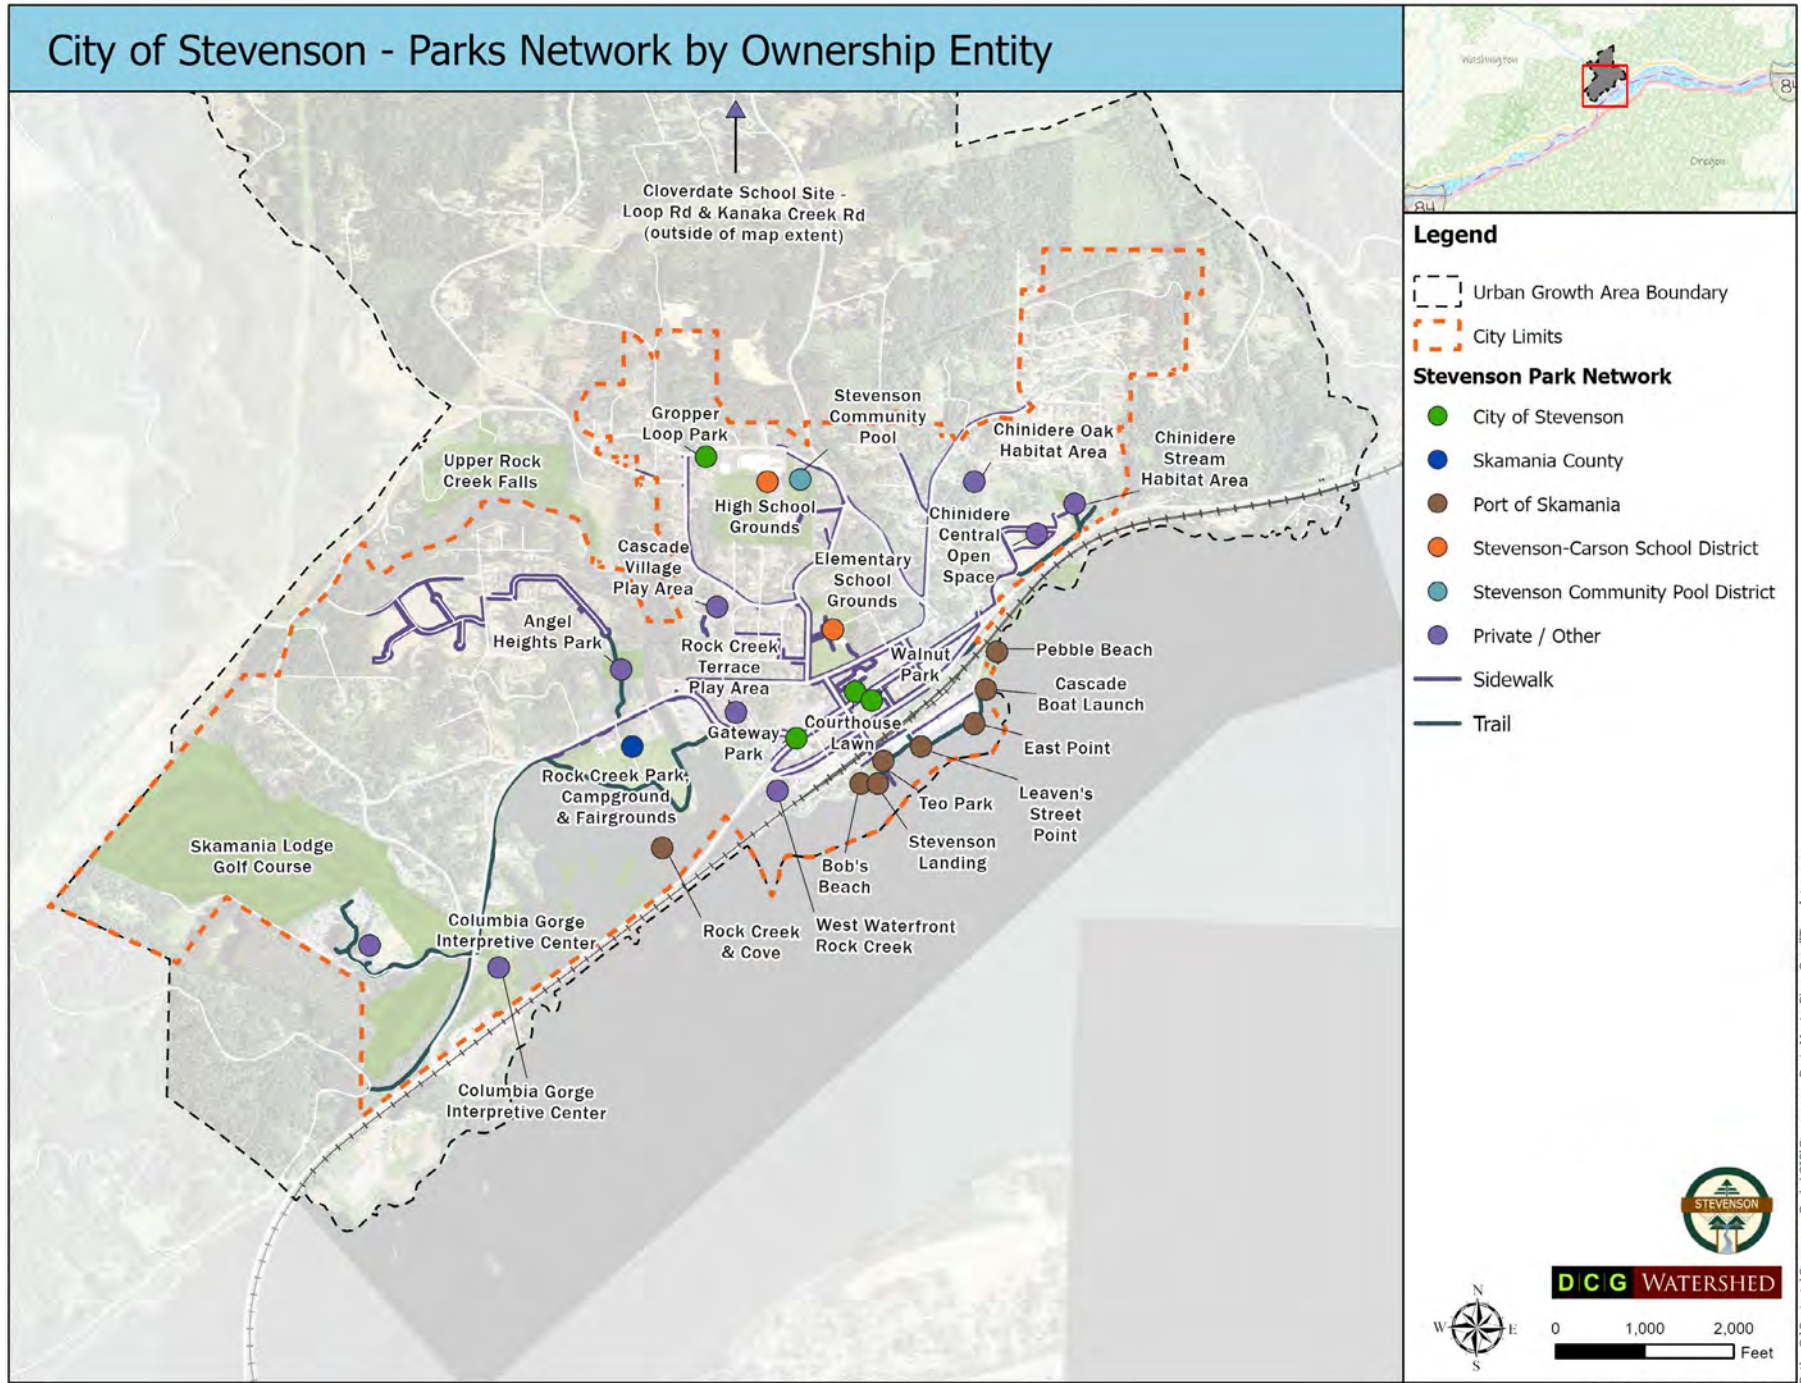 City of Stevenson - Parks Network by Ownership Entity
Washington
Oregon
84
84
Cloverdate School Site -
Loop Rd & Kanaka Creek Rd
(outside of map extent)
Stevenson
Community
Pool
Gropper
Loop Park
Chinidere Oak
Habitat Area
Chinidere
Stream
Habitat Area
Upper Rock
Creek Falls
High School
Grounds
Chinidere
Central
Open
Space
Cascade
Village
Play Area
Elementary
School
Grounds
Angel
Heights Park
Rock Creek
Terrace
Play Area
Walnut
Park
Pebble Beach
Cascade
Boat Launch
Gateway
Park
Courthouse
Lawn
East Point
Rock Creek Park,
Campground
& Fairgrounds
Teo Park
Leaven's
Street
Point
Stevenson
Landing
Bob's
Beach
Skamania Lodge
Golf Course
Columbia Gorge
Interpretive Center
Rock Creek
& Cove
West Waterfront
Rock Creek
Columbia Gorge
Interpretive Center
Legend
Urban Growth Area Boundary
City Limits
Stevenson Park Network
City of Stevenson
Skamania County
Port of Skamania
Stevenson-Carson School District
Stevenson Community Pool District
Private / Other
Sidewalk
Trail
STEVENSON
DCG WATERSHED
N
W E
S
0 1,000 2,000
Feet